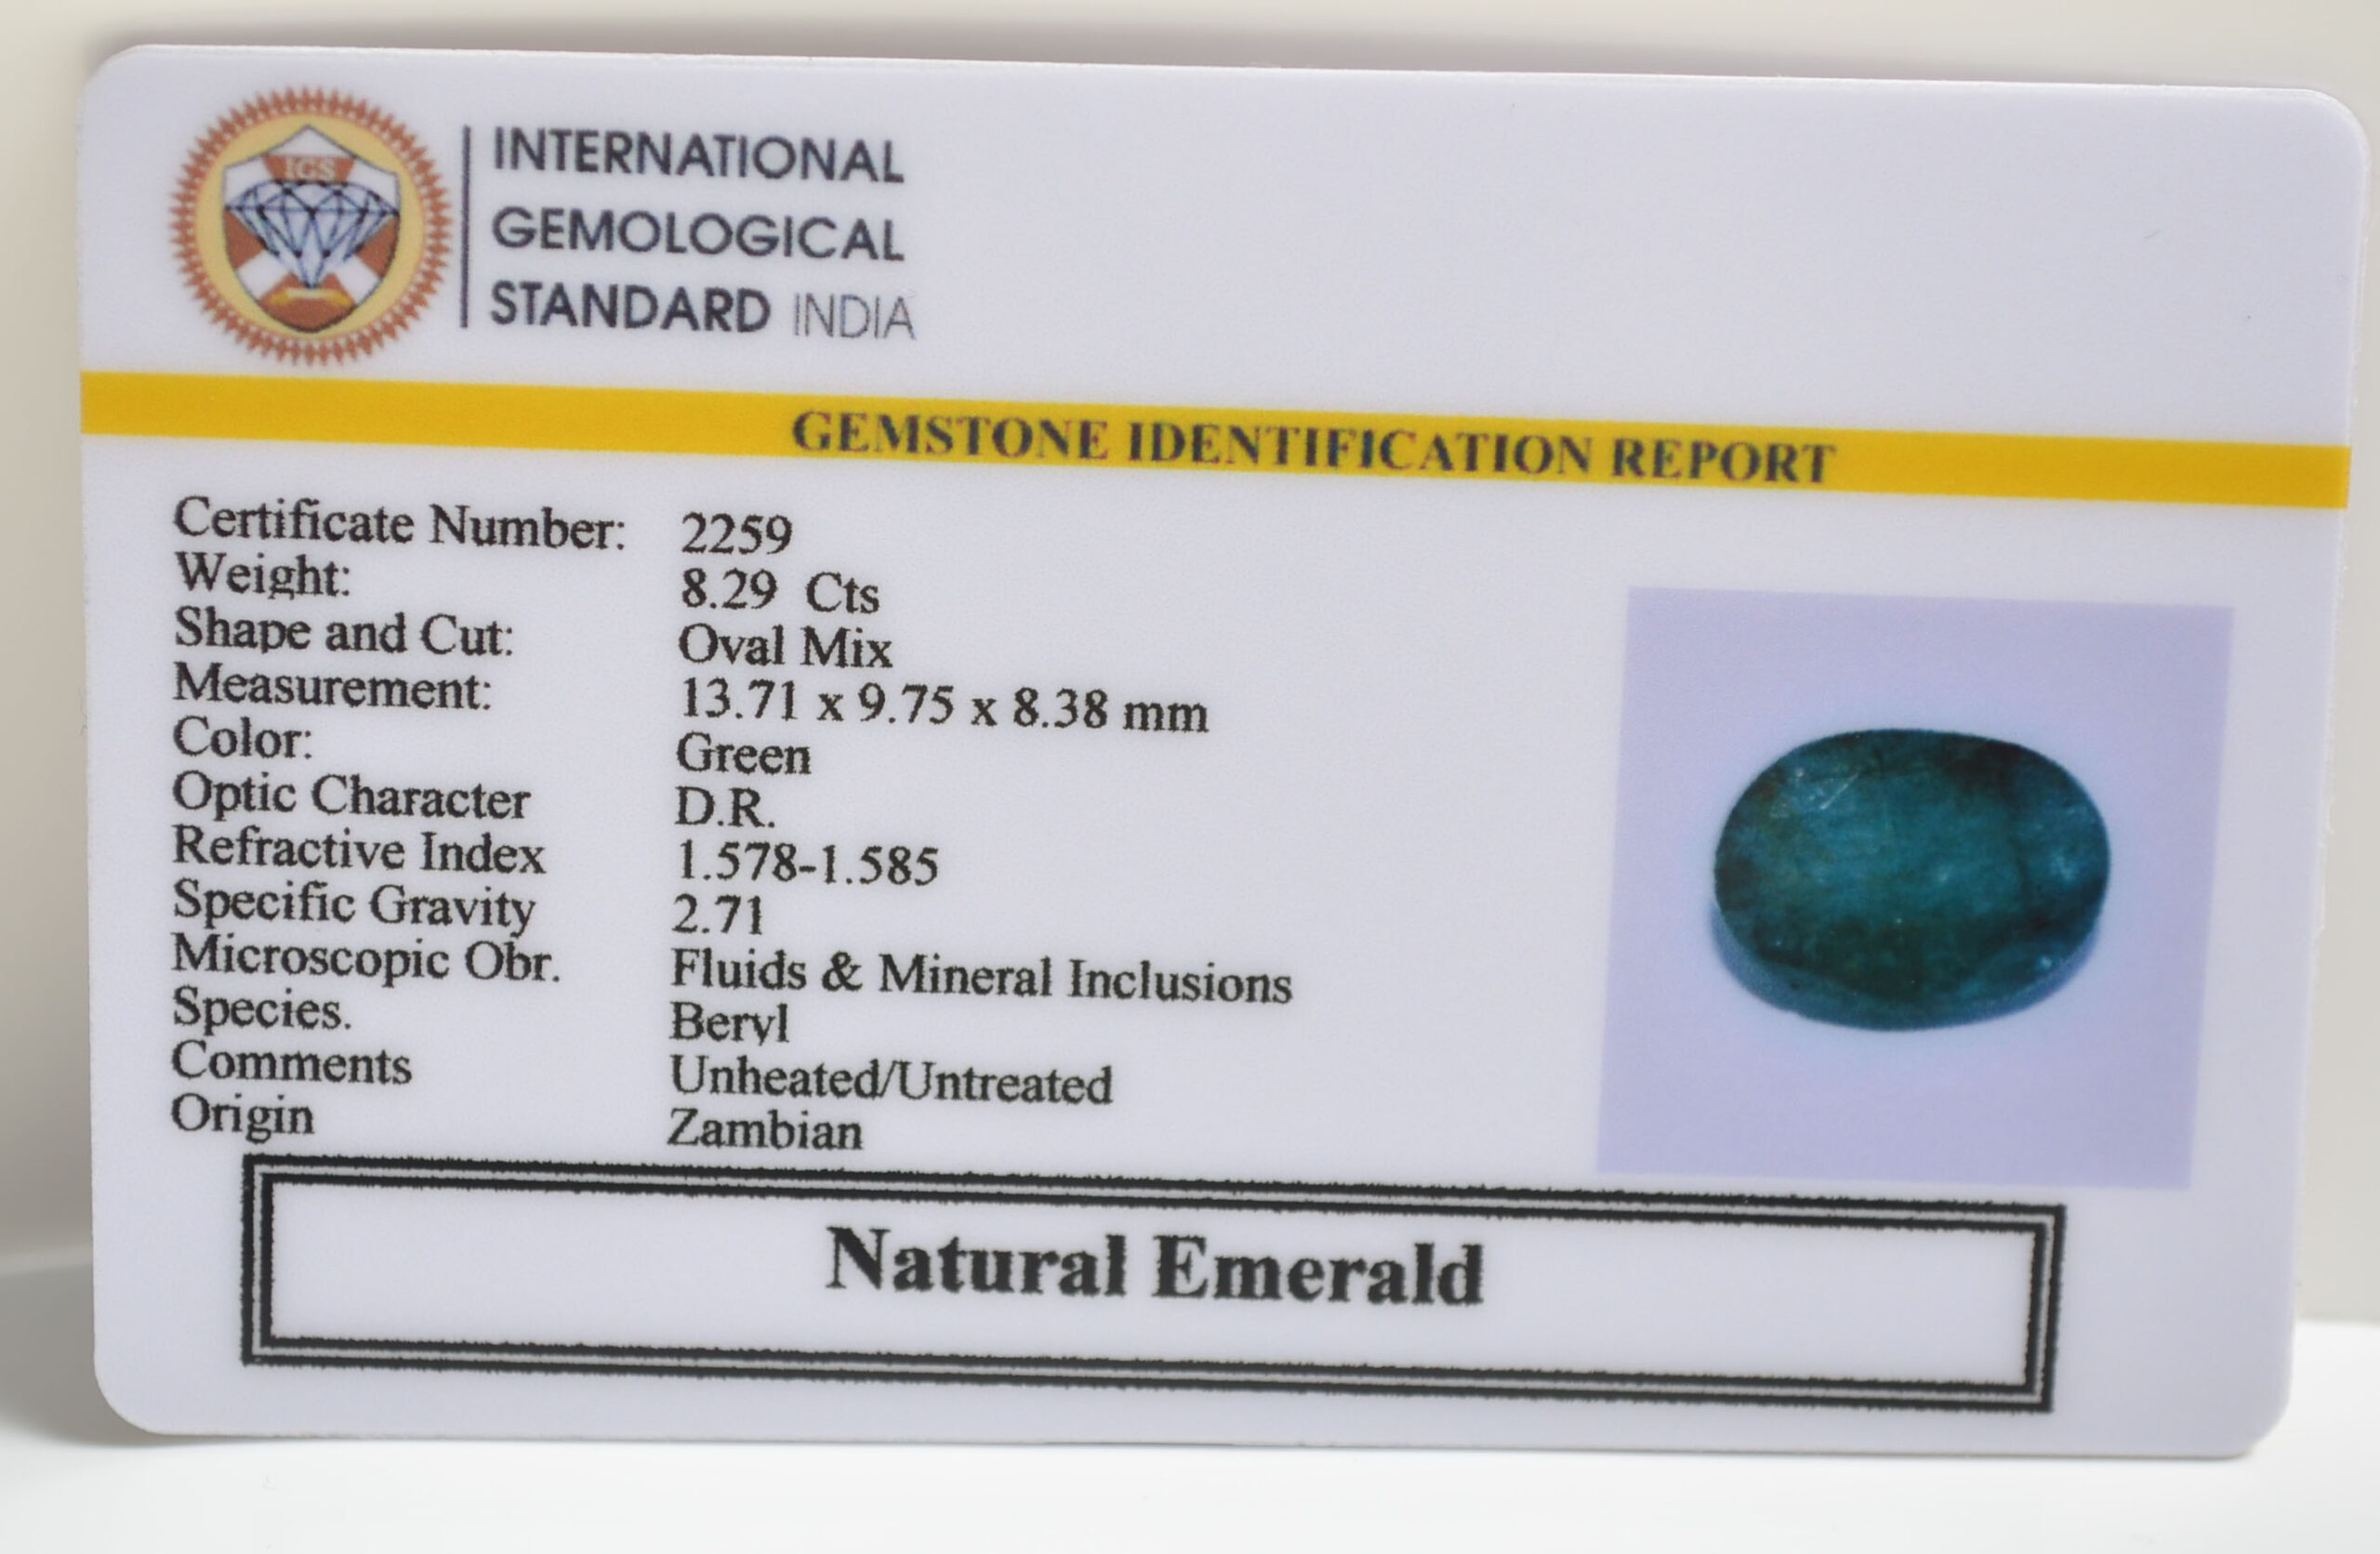 IGS
INTERNATIONAL
GEMOLOGICAL
STANDARD INDIA
GEMSTONE IDENTIFICATION REPORT
Certificate Number: 2259
Weight: 8.29 Cts
Shape and Cut: Oval Mix
Measurement: 13.71 x 9.75 x 8.38 mm
Color: Green
Optic Character D.R.
Refractive Index 1.578-1.585
Specific Gravity 2.71
Microscopic Obr. Fluids & Mineral Inclusions
Species. Beryl
Comments Unheated/Untreated
Origin Zambian
Natural Emerald